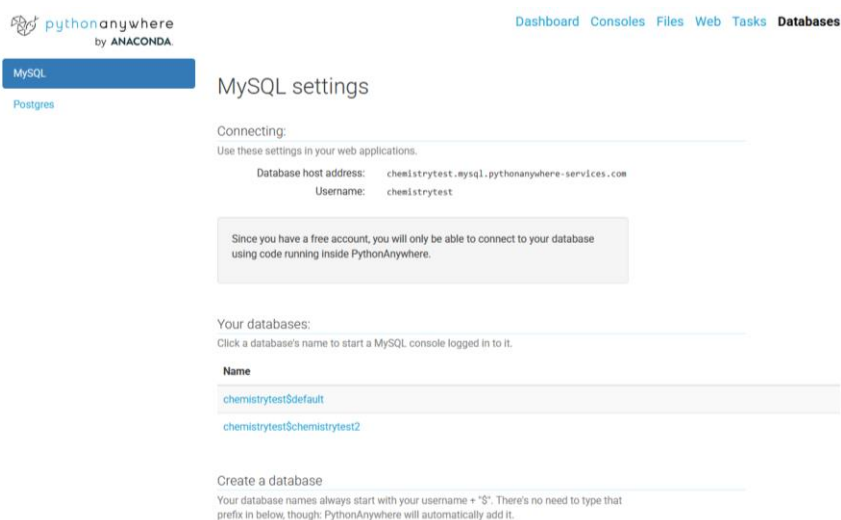 pythonanywhere
by ANACONDA.
Dashboard Consoles Files Web Tasks Databases
MySQL
Postgres
MySQL settings
Connecting:
Use these settings in your web applications.
Database host address: chemistrytest.mysql.pythonanywhere-services.com
Username: chemistrytest
Since you have a free account, you will only be able to connect to your database
using code running inside PythonAnywhere.
Your databases:
Click a database's name to start a MySQL console logged in to it.
Name
chemistrytest$default
chemistrytest$chemistrytest2
Create a database
Your database names always start with your username + "$". There's no need to type that
prefix in below, though: PythonAnywhere will automatically add it.